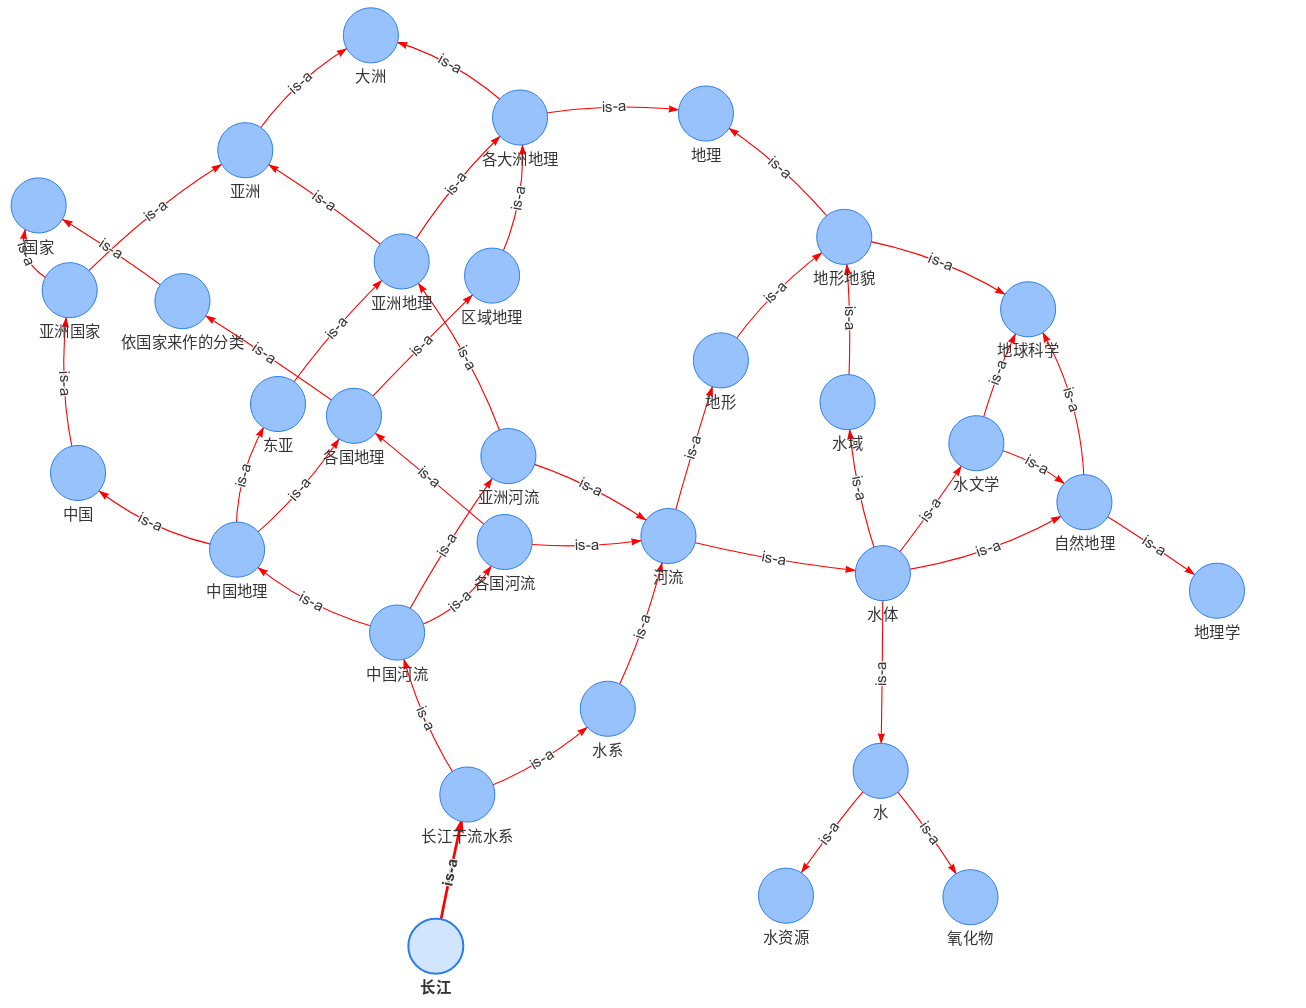 is-a
大洲
is-a
is-a
各大洲地理
is-a
地理
is-a
亚洲
is-a
is-a
is-a
is-a
国家
is-a
is-a
亚洲地理
区域地理
地形地貌
is-a
is-a
亚洲国家
依国家来作的分类
is-a
is-a
is-a
is-a
is-a
地球科学
is-a
is-a
is-a
东亚
各国地理
地形
水域
is-a
is-a
is-a
is-a
is-a
水文学
亚洲河流
is-a
is-a
中国
is-a
is-a
is-a
自然地理
is-a
is-a
is-a
is-a
is-a
河流
各国河流
中国地理
is-a
is-a
水体
地理学
is-a
中国河流
is-a
is-a
水系
is-a
水
长江干流水系
is-a
is-a
is-a
水资源
氧化物
长江